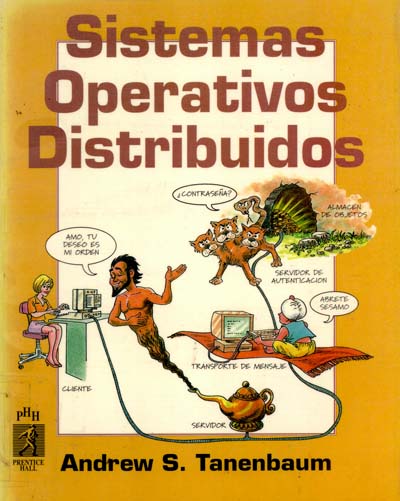 Sistemas
Operativos
Distribuidos
¿CONTRASEÑA?
ALMACEN
DE OBJETOS
AMO, TU
DESEO ES
MI ORDEN
SERVIDOR DE
AUTENTICACION
ABRETE
SESAMO
TRANSPORTE DE MENSAJE
CLIENTE
SERVIDOR
pHH
PRENTICE
HALL
Andrew S. Tanenbaum